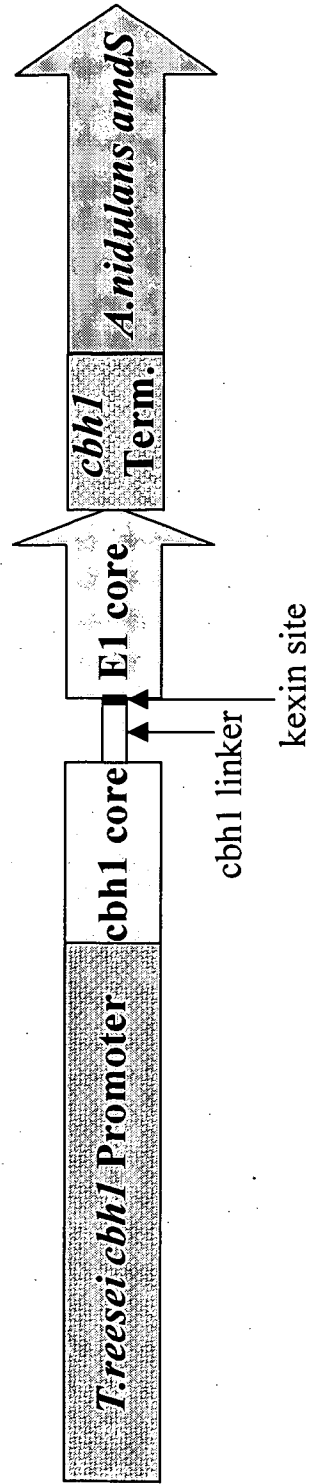 T.reesei cbh1 Promoter
cbh1 core
cbh1 linker
kexin site
E1 core
cbh1
Term.
A.nidulans amdS